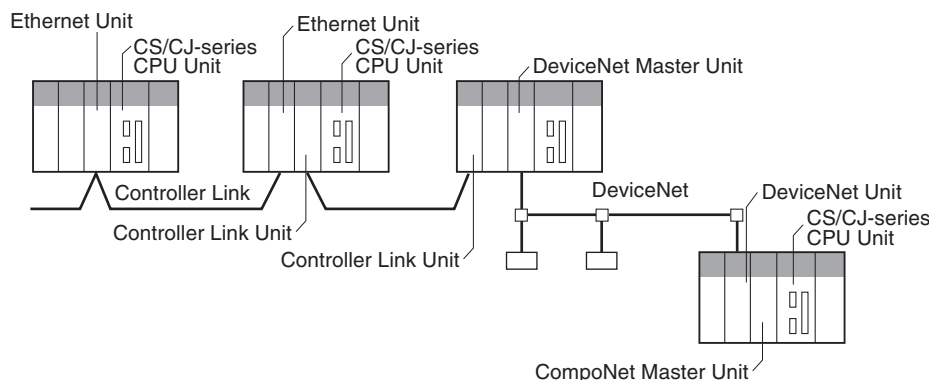 Ethernet Unit
CS/CJ-series
CPU Unit
Ethernet Unit
CS/CJ-series
CPU Unit
DeviceNet Master Unit
Controller Link
Controller Link Unit
Controller Link Unit
DeviceNet
DeviceNet Unit
CS/CJ-series
CPU Unit
CompoNet Master Unit